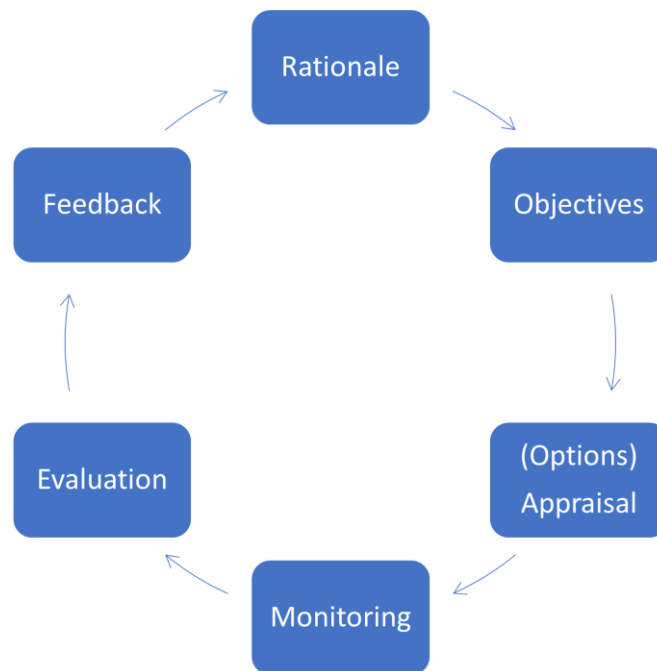 Rationale
Objectives
(Options)
Appraisal
Monitoring
Evaluation
Feedback